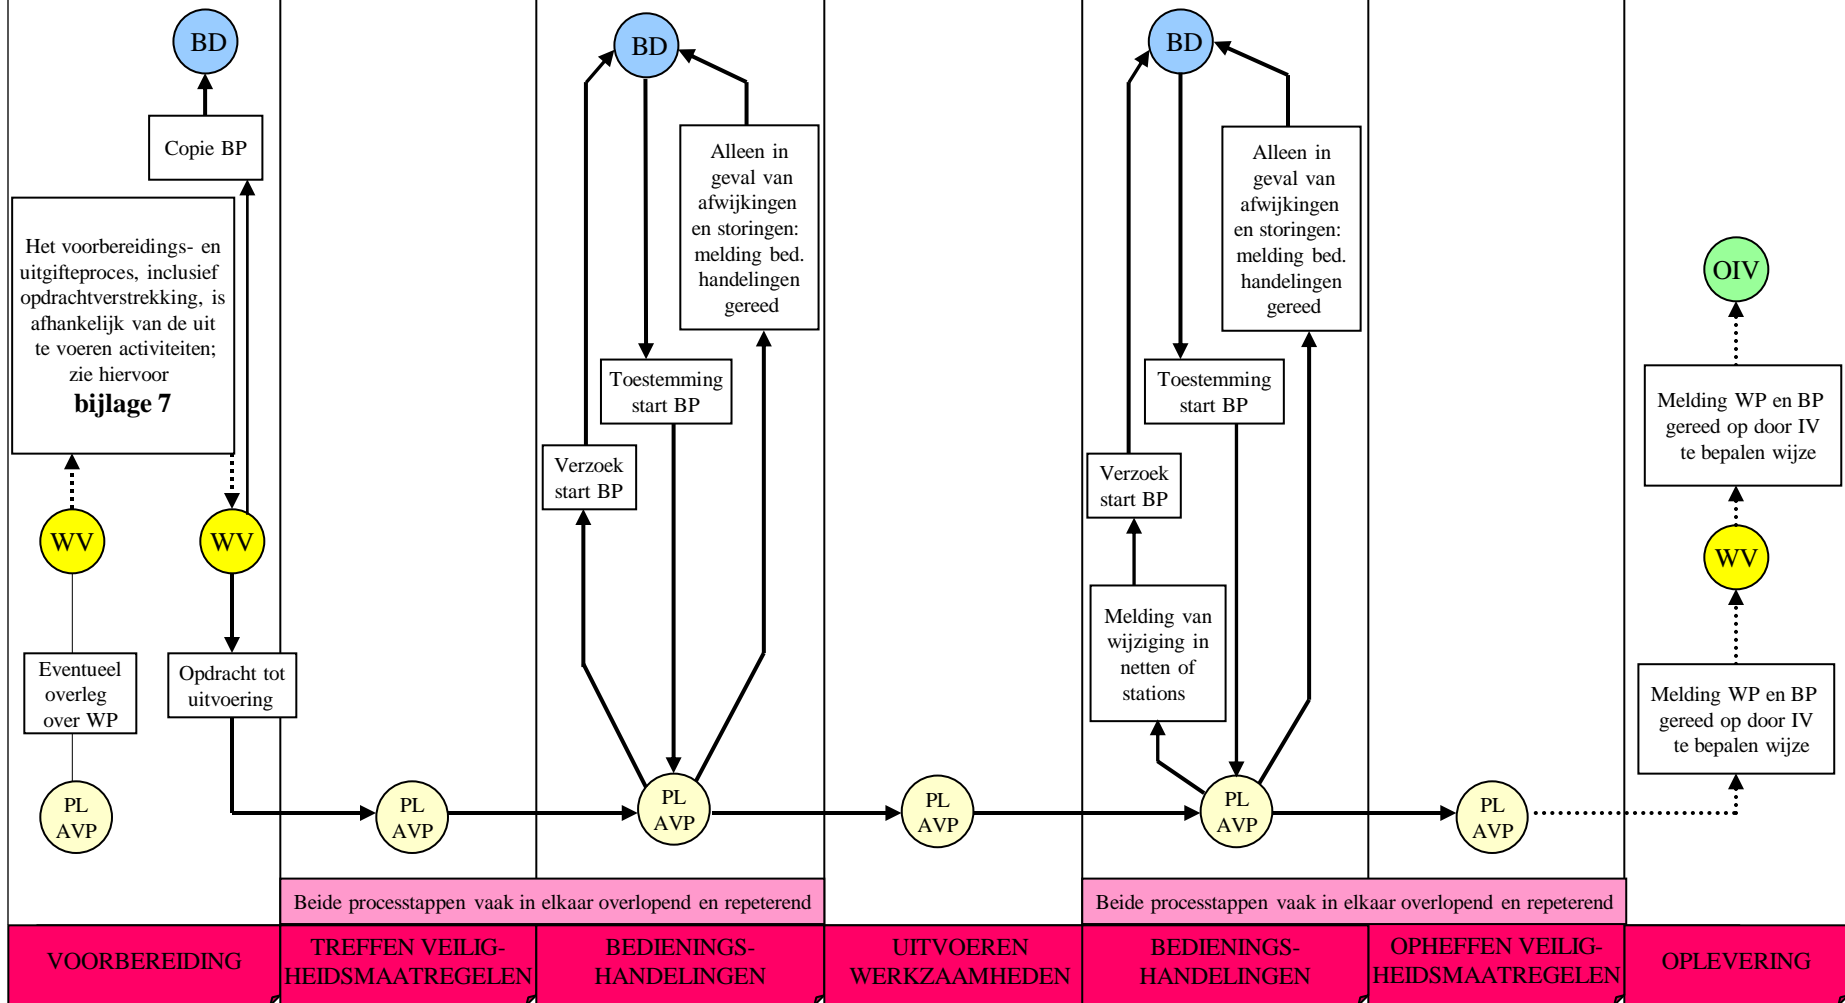 BD
Copie BP
Het voorbereidings- en
uitgifteproces, inclusief
opdrachtverstrekking, is
afhankelijk van de uit
te voeren activiteiten;
zie hiervoor
bijlage 7
WV
WV
Eventueel
overleg
over WP
Opdracht tot
uitvoering
PL
AVP
PL
AVP
BD
Alleen in
geval van
afwijkingen
en storingen:
melding bed.
handelingen
gereed
Toestemming
start BP
Verzoek
start BP
PL
AVP
PL
AVP
BD
Alleen in
geval van
afwijkingen
en storingen:
melding bed.
handelingen
gereed
Toestemming
start BP
Verzoek
start BP
Melding van
wijziging in
netten of
stations
PL
AVP
PL
AVP
OIV
Melding WP en BP
gereed op door IV
te bepalen wijze
WV
Melding WP en BP
gereed op door IV
te bepalen wijze
Beide processtappen vaak in elkaar overlopend en repeterend
Beide processtappen vaak in elkaar overlopend en repeterend
VOORBEREIDING
TREFFEN VEILIG-
HEIDSMAATREGELEN
BEDIENINGS-
HANDELINGEN
UITVOEREN
WERKZAAMHEDEN
BEDIENINGS-
HANDELINGEN
OPHEFFEN VEILIG-
HEIDSMAATREGELEN
OPLEVERING